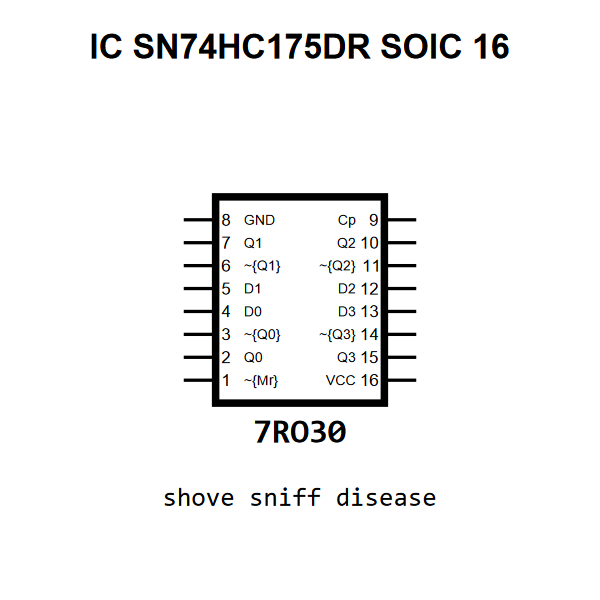 IC SN74HC175DR SOIC 16
8 GND Cp 9
7 Q1 Q2 10
6 ~{Q1} ~{Q2} 11
5 D1 D2 12
4 D0 D3 13
3 ~{Q0} ~{Q3} 14
2 Q0 Q3 15
1 ~{Mr} VCC 16
7RO30
shove sniff disease